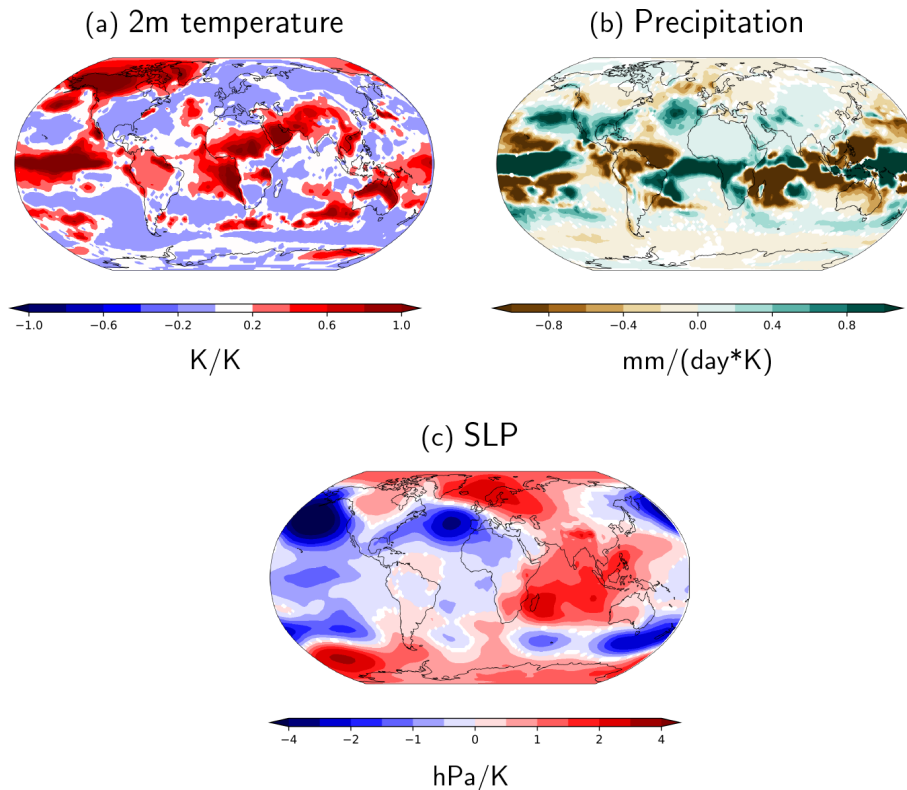 (a) 2m temperature
(b) Precipitation
−1.0 −0.6 −0.2 0.2 0.6 1.0
K/K
−0.8 −0.4 0.0 0.4 0.8
mm/(day*K)
(c) SLP
−4 −2 −1 0 1 2 4
hPa/K